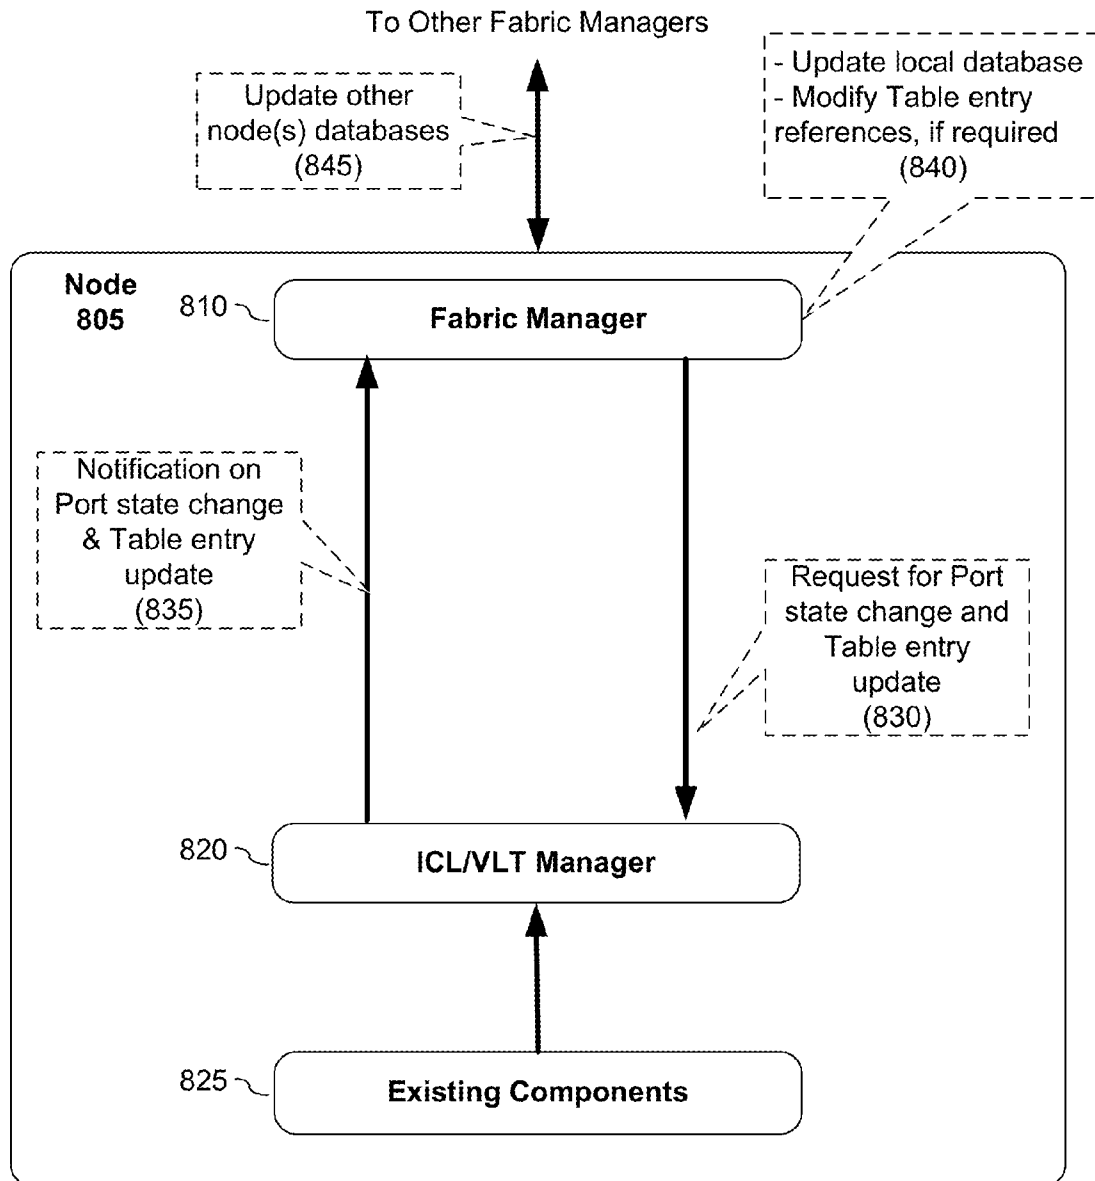 To Other Fabric Managers
Update other
node(s) databases
(845)
- Update local database
- Modify Table entry
references, if required
(840)
Node
805
810
Fabric Manager
Notification on
Port state change
& Table entry
update
(835)
Request for Port
state change and
Table entry
update
(830)
820
ICL/VLT Manager
825
Existing Components